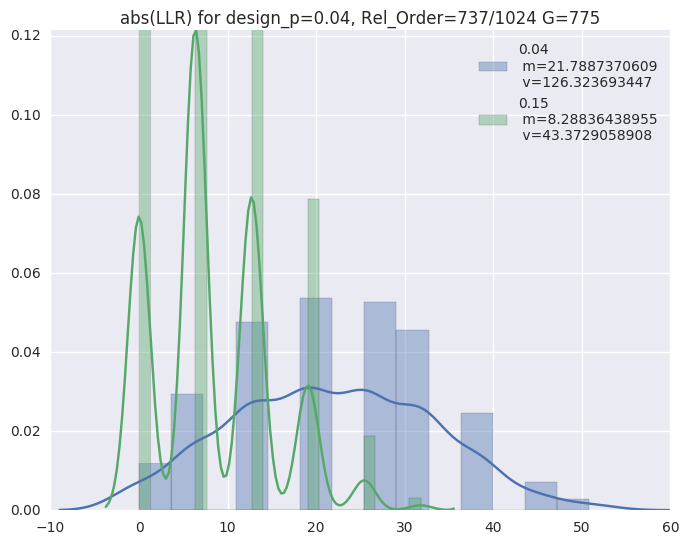 abs(LLR) for design_p=0.04, Rel_Order=737/1024 G=775
0.04
m=21.7887370609
v=126.323693447
0.15
m=8.28836438955
v=43.3729058908
0.12
0.10
0.08
0.06
0.04
0.02
0.00
−10 0 10 20 30 40 50 60